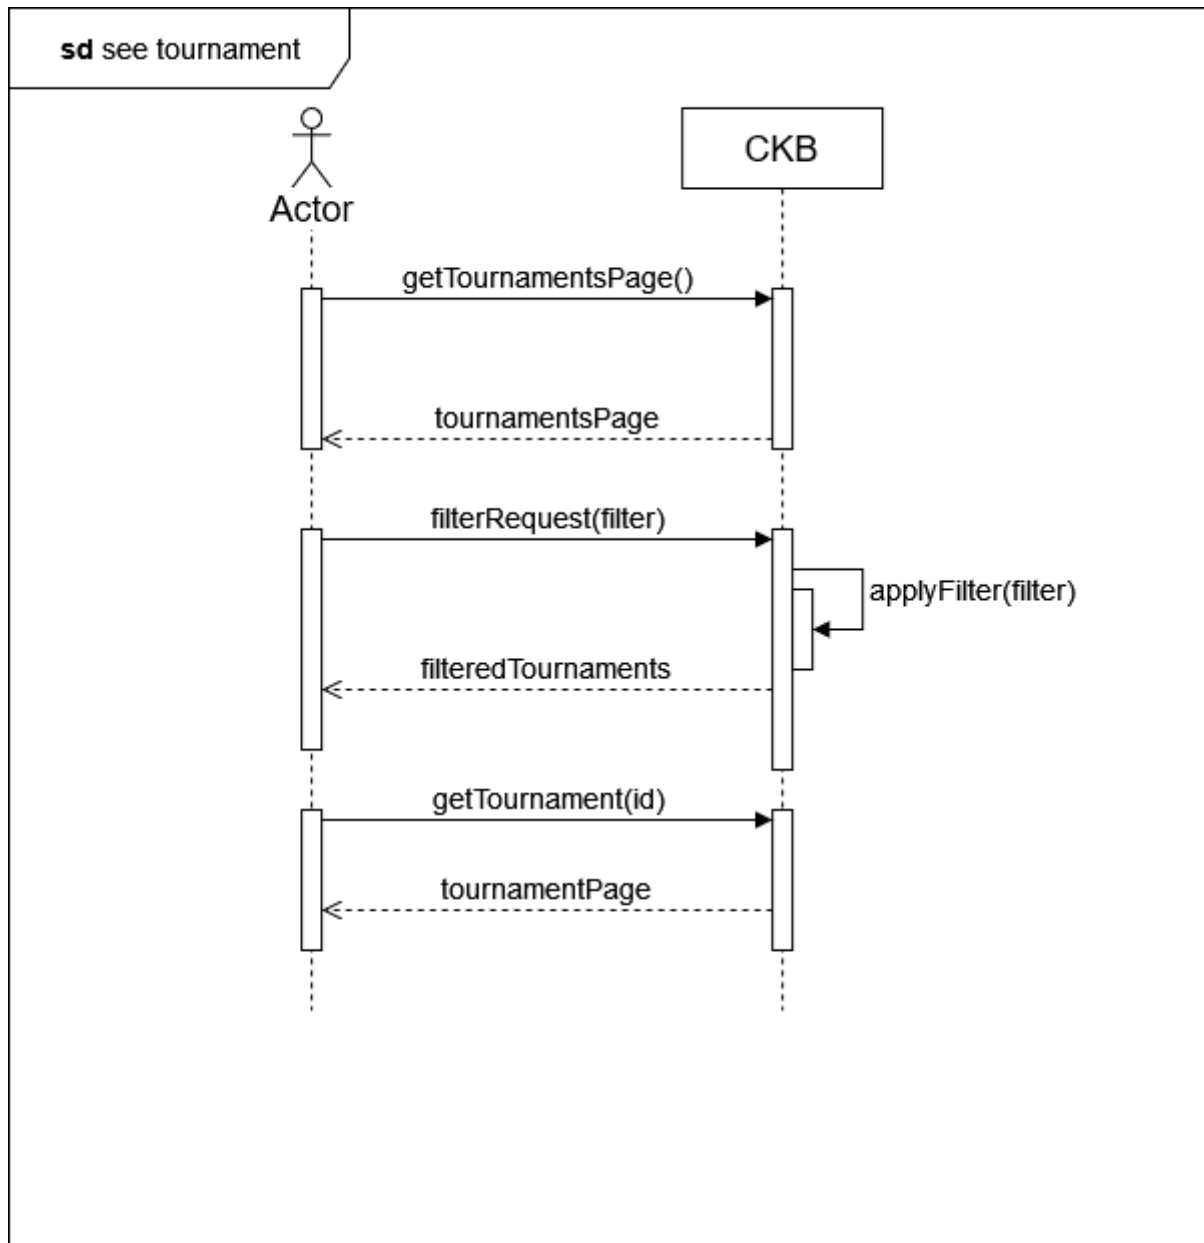 sd see tournament
Actor
CKB
getTournamentsPage()
tournamentsPage
filterRequest(filter)
applyFilter(filter)
filteredTournaments
getTournament(id)
tournamentPage